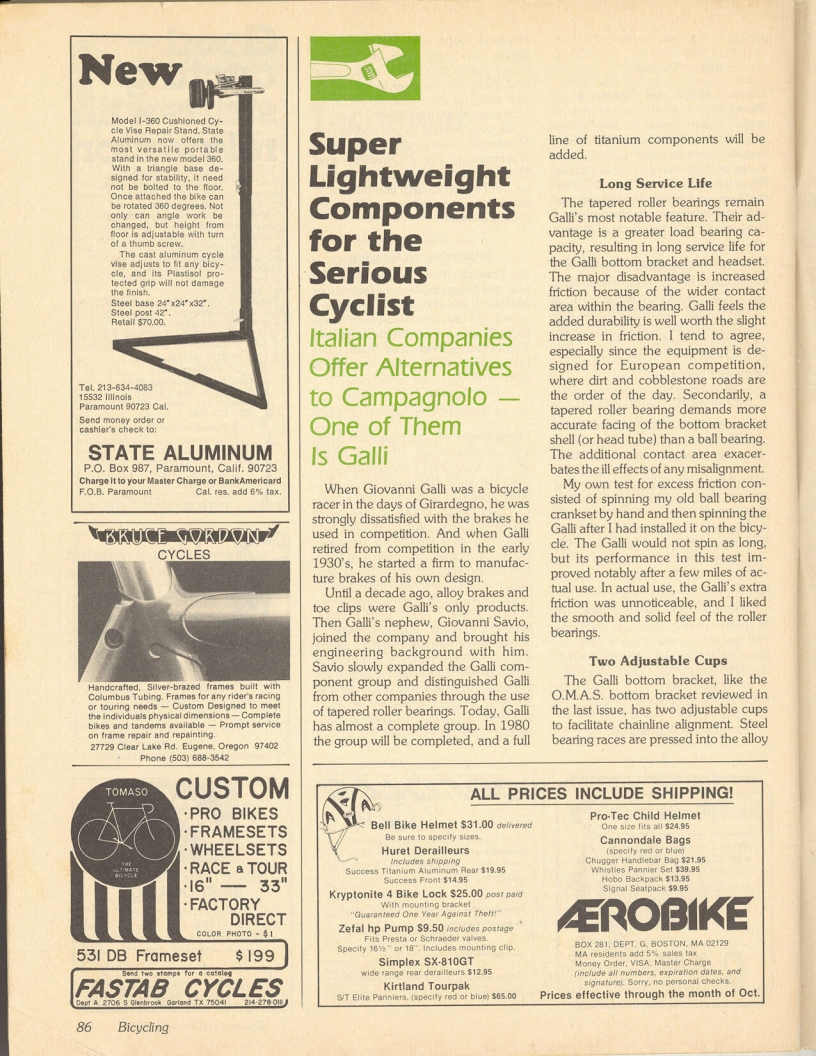 New
Model I-360 Cushioned Cy-
cle Vise Repair Stand. State
Aluminum now offers the
most versatile portable
stand in the new model 360.
With a triangle base de-
signed for stability, it need
not be bolted to the floor.
Once attached the bike can
be rotated 360 degrees. Not
only can angle work be
changed, but height from
floor is adjustable with turn
of a thumb screw.
The cast aluminum cycle
vise adjusts to fit any bicy-
cle, and its Plastisol pro-
tected grip will not damage
the finish.
Steel base 24"x24"x32".
Steel post 42".
Retail $70.00.
Tel. 213-634-4083
15532 Illinois
Paramount 90723 Cal.
Send money order or
cashier's check to:
STATE ALUMINUM
P.O. Box 987, Paramount, Calif. 90723
Charge it to your Master Charge or BankAmericard
F.O.B. Paramount Cal. res. add 6% tax.
BRUCE GORDON
CYCLES
Handcrafted, Silver-brazed frames built with
Columbus Tubing. Frames for any rider's racing
or touring needs — Custom Designed to meet
the individuals physical dimensions — Complete
bikes and tandems available — Prompt service
on frame repair and repainting.
27729 Clear Lake Rd. Eugene, Oregon 97402
Phone (503) 688-3542
TOMASO
THE
ULTIMATE
BICYCLE
CUSTOM
·PRO BIKES
·FRAMESETS
·WHEELSETS
·RACE & TOUR
·16" — 33"
·FACTORY
DIRECT
COLOR PHOTO - $1
531 DB Frameset $199
Send two stamps for a catalog
FASTAB CYCLES
Dept A 2706 S Glenbrook Garland TX 75041 214-278-0111
Super
Lightweight
Components
for the
Serious
Cyclist
Italian Companies
Offer Alternatives
to Campagnolo —
One of Them
Is Galli
When Giovanni Galli was a bicycle
racer in the days of Girardegno, he was
strongly dissatisfied with the brakes he
used in competition. And when Galli
retired from competition in the early
1930's, he started a firm to manufac-
ture brakes of his own design.
Until a decade ago, alloy brakes and
toe clips were Galli's only products.
Then Galli's nephew, Giovanni Savio,
joined the company and brought his
engineering background with him.
Savio slowly expanded the Galli com-
ponent group and distinguished Galli
from other companies through the use
of tapered roller bearings. Today, Galli
has almost a complete group. In 1980
the group will be completed, and a full
line of titanium components will be
added.
Long Service Life
The tapered roller bearings remain
Galli's most notable feature. Their ad-
vantage is a greater load bearing ca-
pacity, resulting in long service life for
the Galli bottom bracket and headset.
The major disadvantage is increased
friction because of the wider contact
area within the bearing. Galli feels the
added durability is well worth the slight
increase in friction. I tend to agree,
especially since the equipment is de-
signed for European competition,
where dirt and cobblestone roads are
the order of the day. Secondarily, a
tapered roller bearing demands more
accurate facing of the bottom bracket
shell (or head tube) than a ball bearing.
The additional contact area exacer-
bates the ill effects of any misalignment.
My own test for excess friction con-
sisted of spinning my old ball bearing
crankset by hand and then spinning the
Galli after I had installed it on the bicy-
cle. The Galli would not spin as long,
but its performance in this test im-
proved notably after a few miles of ac-
tual use. In actual use, the Galli's extra
friction was unnoticeable, and I liked
the smooth and solid feel of the roller
bearings.
Two Adjustable Cups
The Galli bottom bracket, like the
O.M.A.S. bottom bracket reviewed in
the last issue, has two adjustable cups
to facilitate chainline alignment. Steel
bearing races are pressed into the alloy
ALL PRICES INCLUDE SHIPPING!
Bell Bike Helmet $31.00 delivered
Be sure to specify sizes.
Huret Derailleurs
Includes shipping
Success Titanium Aluminum Rear $19.95
Success Front $14.95
Kryptonite 4 Bike Lock $25.00 post paid
With mounting bracket
"Guaranteed One Year Against Theft!"
Zefal hp Pump $9.50 includes postage
Fits Presta or Schraeder valves.
Specify 16½" or 18". Includes mounting clip.
Simplex SX-810GT
wide range rear derailleurs $12.95
Kirtland Tourpak
S/T Elite Panniers, (specify red or blue) $65.00
Pro-Tec Child Helmet
One size fits all $24.95
Cannondale Bags
(specify red or blue)
Chugger Handlebar Bag $21.95
Whistles Pannier Set $39.95
Hobo Backpack $13.95
Signal Seatpack $9.95
AEROBIKE
BOX 281, DEPT. G, BOSTON, MA 02129
MA residents add 5% sales tax
Money Order, VISA, Master Charge
(include all numbers, expiration dates, and
signature). Sorry, no personal checks.
Prices effective through the month of Oct.
86 Bicycling